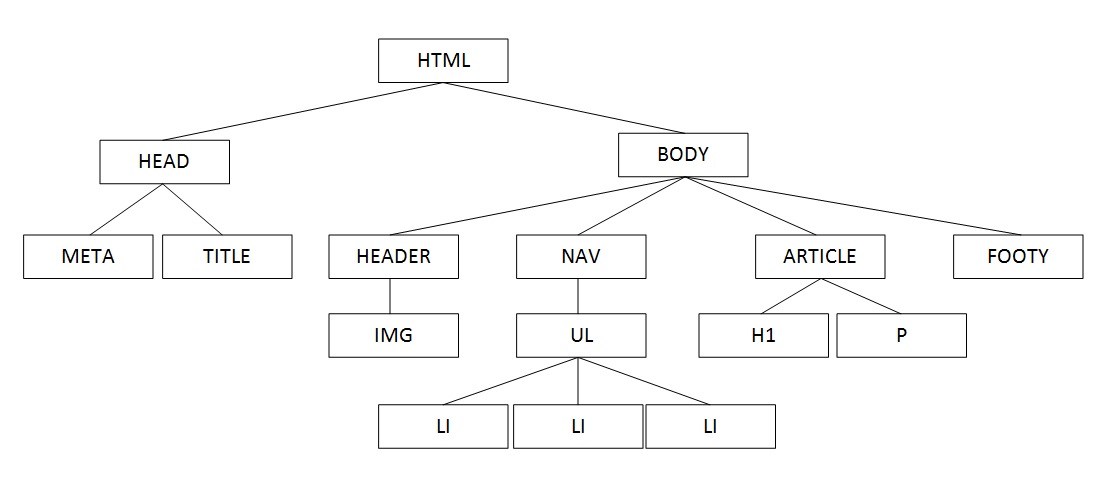 HTML
HEAD
BODY
META
TITLE
HEADER
NAV
ARTICLE
FOOTY
IMG
UL
H1
P
LI
LI
LI